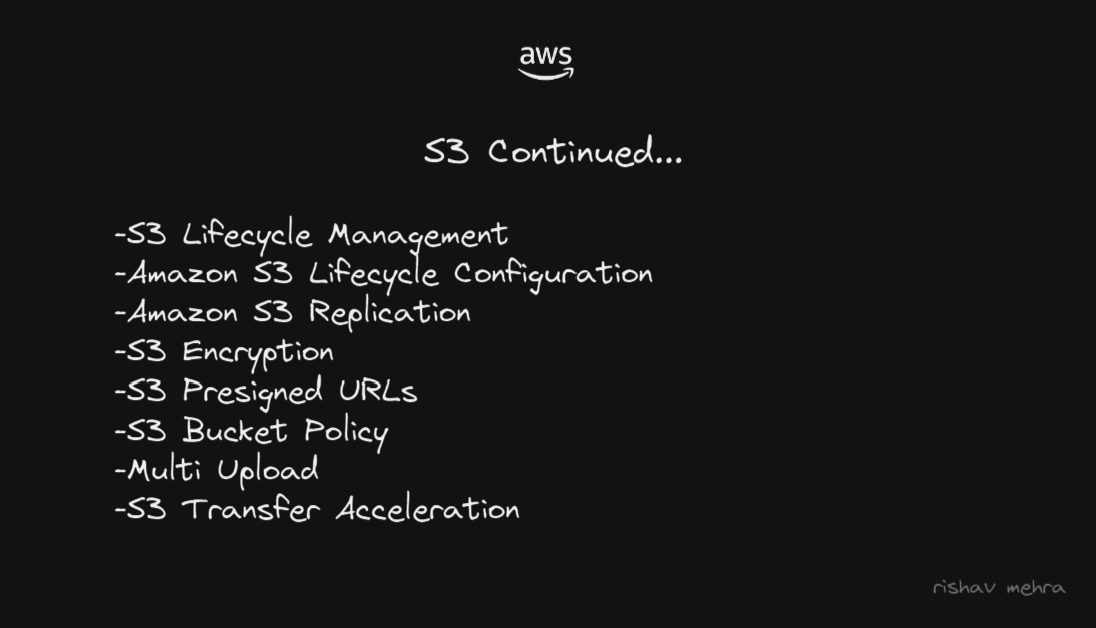 aws
S3 Continued...
-S3 Lifecycle Management
-Amazon S3 Lifecycle Configuration
-Amazon S3 Replication
-S3 Encryption
-S3 Presigned URLs
-S3 Bucket Policy
-Multi Upload
-S3 Transfer Acceleration
rishav mehra